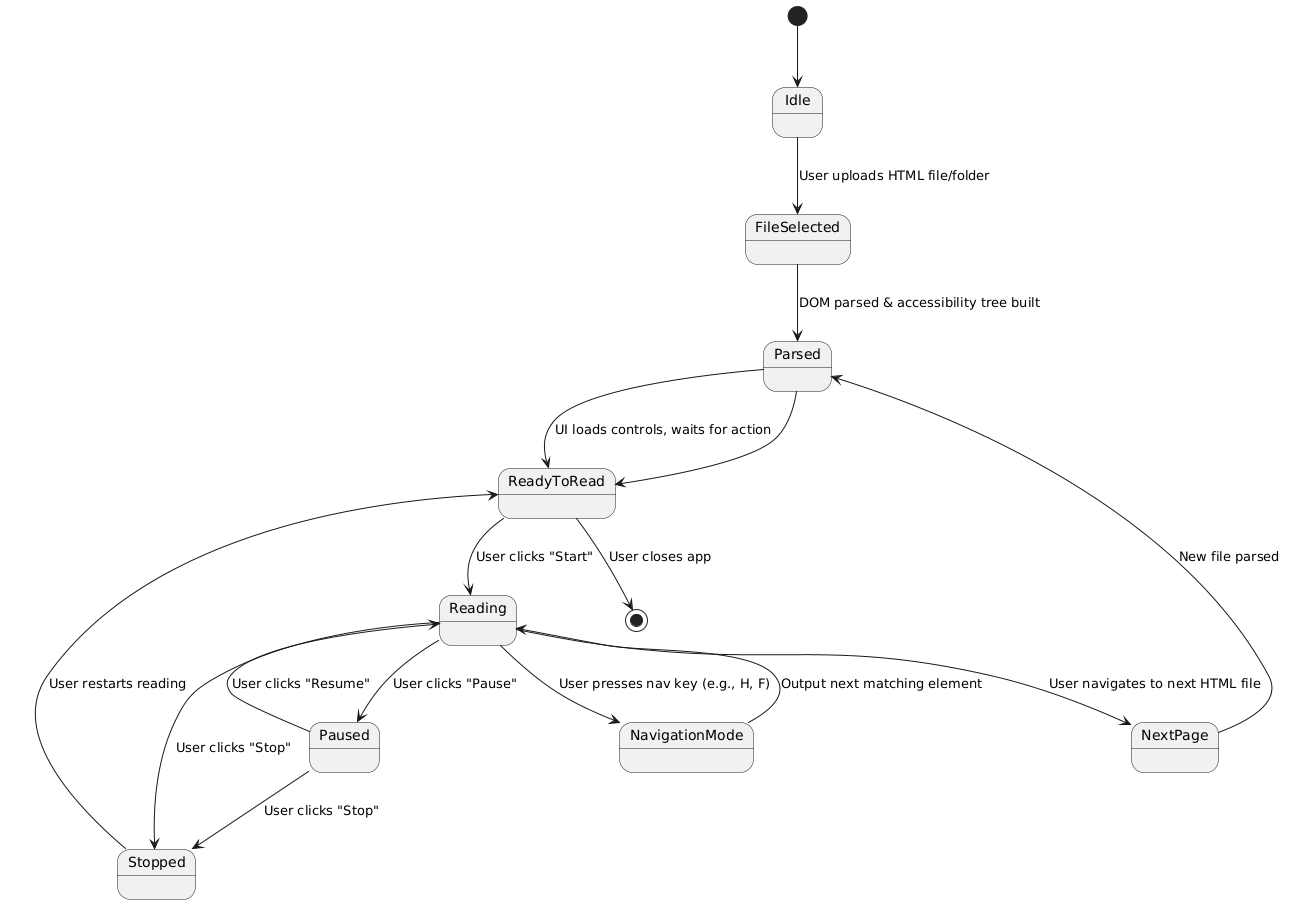 Idle
User uploads HTML file/folder
FileSelected
DOM parsed & accessibility tree built
Parsed
UI loads controls, waits for action
ReadyToRead
User clicks "Start"
User closes app
New file parsed
Reading
User restarts reading
User clicks "Resume"
User clicks "Pause"
User presses nav key (e.g., H, F)
Output next matching element
User navigates to next HTML file
Paused
NavigationMode
NextPage
User clicks "Stop"
User clicks "Stop"
Stopped